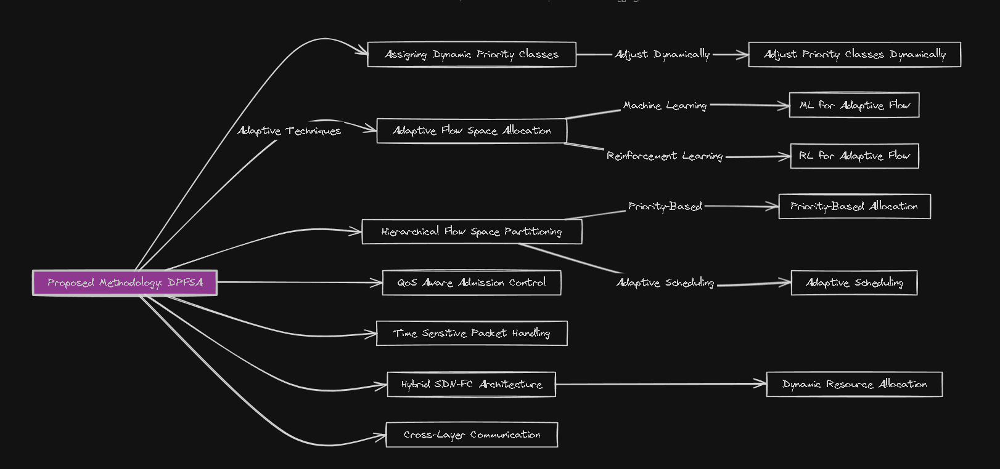 Assigning Dynamic Priority Classes
Adjust Dynamically
Adjust Priority Classes Dynamically
Machine Learning
ML for Adaptive Flow
Adaptive Techniques
Adaptive Flow Space Allocation
Reinforcement Learning
RL for Adaptive Flow
Priority-Based
Priority-Based Allocation
Hierarchical Flow Space Partitioning
Proposed Methodology: DPFSA
QoS Aware Admission Control
Adaptive Scheduling
Adaptive Scheduling
Time Sensitive Packet Handling
Hybrid SDN-FC Architecture
Dynamic Resource Allocation
Cross-Layer Communication